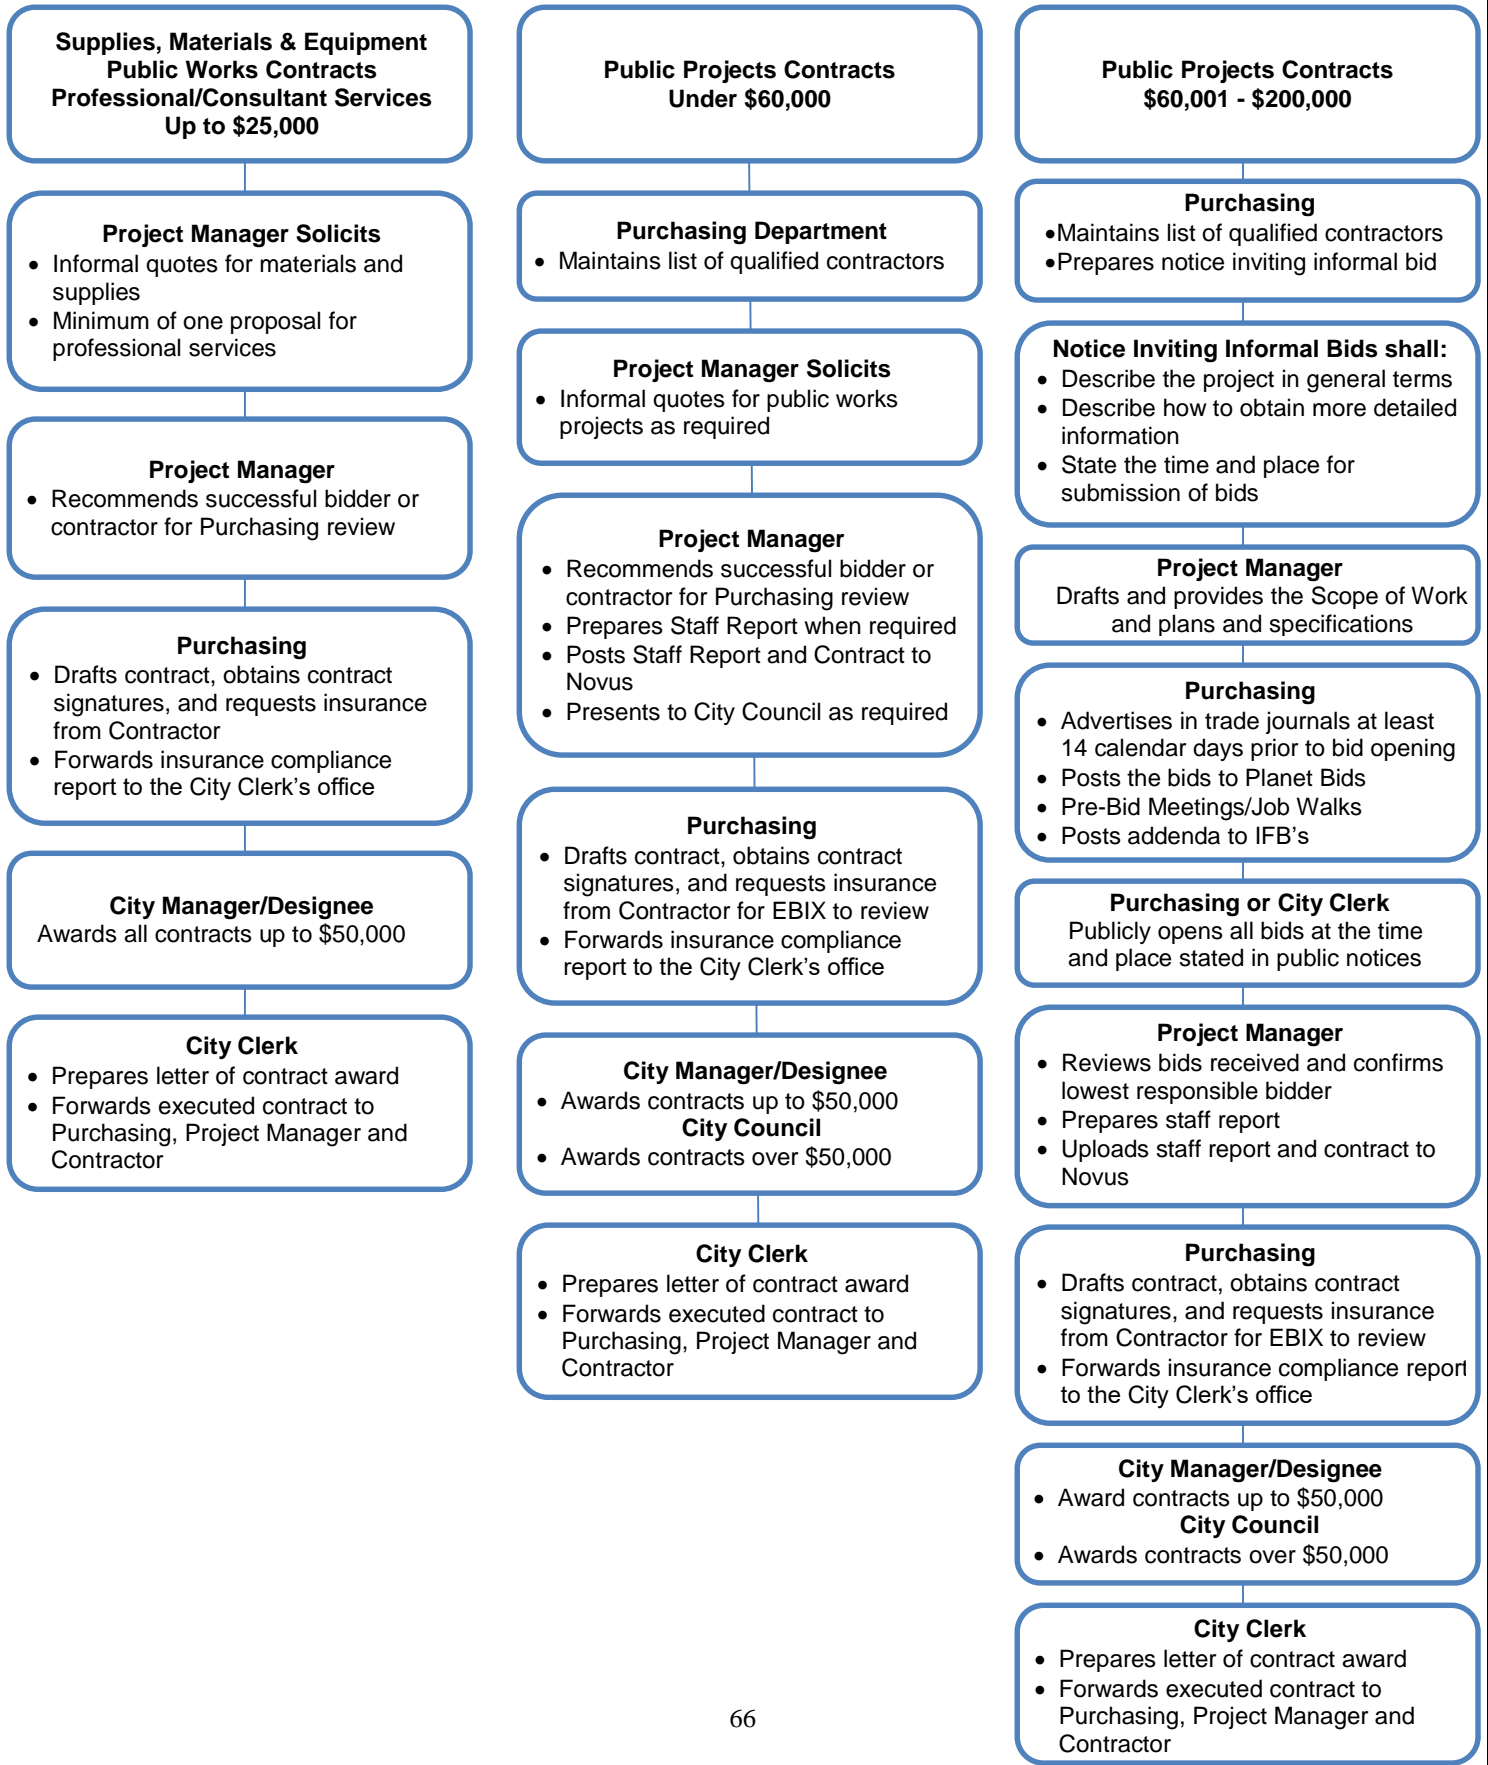 Supplies, Materials & Equipment
Public Works Contracts
Professional/Consultant Services
Up to $25,000
Project Manager Solicits
• Informal quotes for materials and
supplies
• Minimum of one proposal for
professional services
Project Manager
• Recommends successful bidder or
contractor for Purchasing review
Purchasing
• Drafts contract, obtains contract
signatures, and requests insurance
from Contractor
• Forwards insurance compliance
report to the City Clerk’s office
City Manager/Designee
Awards all contracts up to $50,000
City Clerk
• Prepares letter of contract award
• Forwards executed contract to
Purchasing, Project Manager and
Contractor
Public Projects Contracts
Under $60,000
Purchasing Department
• Maintains list of qualified contractors
Project Manager Solicits
• Informal quotes for public works
projects as required
Project Manager
• Recommends successful bidder or
contractor for Purchasing review
• Prepares Staff Report when required
• Posts Staff Report and Contract to
Novus
• Presents to City Council as required
Purchasing
• Drafts contract, obtains contract
signatures, and requests insurance
from Contractor for EBIX to review
• Forwards insurance compliance
report to the City Clerk’s office
City Manager/Designee
• Awards contracts up to $50,000
City Council
• Awards contracts over $50,000
City Clerk
• Prepares letter of contract award
• Forwards executed contract to
Purchasing, Project Manager and
Contractor
Public Projects Contracts
$60,001 - $200,000
Purchasing
•Maintains list of qualified contractors
•Prepares notice inviting informal bid
Notice Inviting Informal Bids shall:
• Describe the project in general terms
• Describe how to obtain more detailed
information
• State the time and place for
submission of bids
Project Manager
Drafts and provides the Scope of Work
and plans and specifications
Purchasing
• Advertises in trade journals at least
14 calendar days prior to bid opening
• Posts the bids to Planet Bids
• Pre-Bid Meetings/Job Walks
• Posts addenda to IFB’s
Purchasing or City Clerk
Publicly opens all bids at the time
and place stated in public notices
Project Manager
• Reviews bids received and confirms
lowest responsible bidder
• Prepares staff report
• Uploads staff report and contract to
Novus
Purchasing
• Drafts contract, obtains contract
signatures, and requests insurance
from Contractor for EBIX to review
• Forwards insurance compliance report
to the City Clerk’s office
City Manager/Designee
• Award contracts up to $50,000
City Council
• Awards contracts over $50,000
City Clerk
• Prepares letter of contract award
• Forwards executed contract to
Purchasing, Project Manager and
Contractor
66